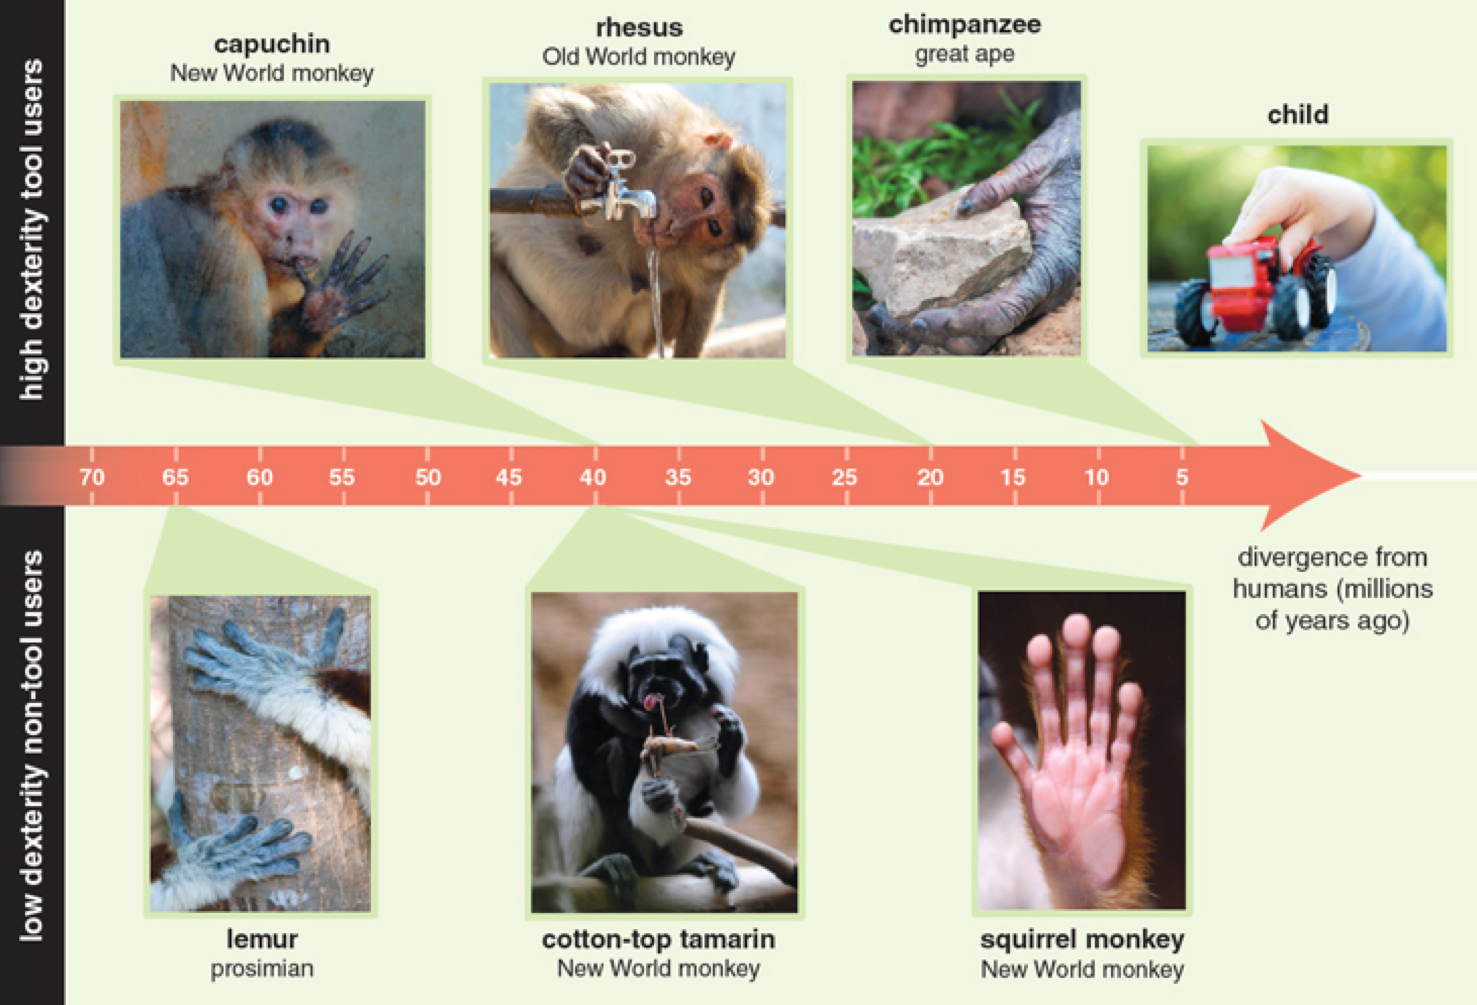 high dexterity tool users
capuchin
New World monkey
rhesus
Old World monkey
chimpanzee
great ape
child
70 65 60 55 50 45 40 35 30 25 20 15 10 5
divergence from
humans (millions
of years ago)
low dexterity non-tool users
lemur
prosimian
cotton-top tamarin
New World monkey
squirrel monkey
New World monkey